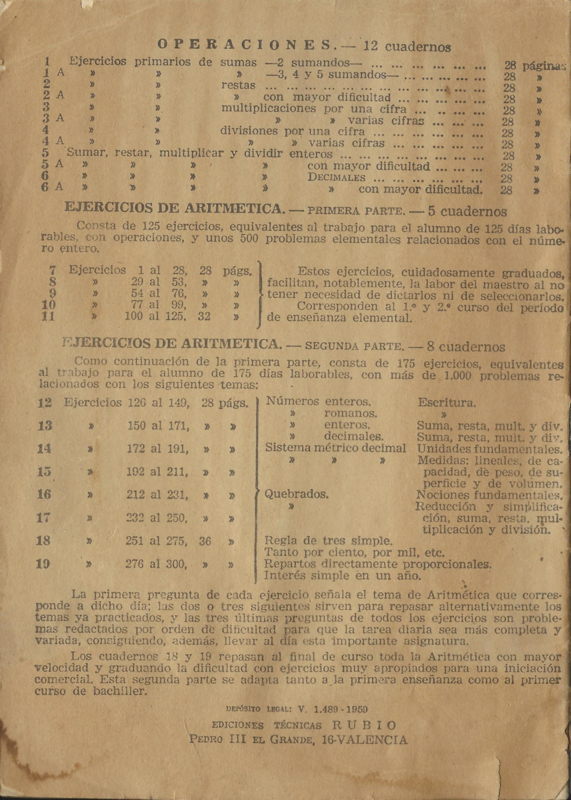 OPERACIONES.— 12 cuadernos
1 Ejercicios primarios de sumas —2 sumandos— ... ... ... ... ... ... 28 páginas
1 A » » » —3, 4 y 5 sumandos— ... ... ... ... 28 »
2 » » restas ... ... ... ... ... ... ... ... ... 28 »
2 A » » » con mayor dificultad ... ... ... ... 28 »
3 » » multiplicaciones por una cifra ... ... ... ... 28 »
3 A » » » » varias cifras ... ... ... 28 »
4 » » divisiones por una cifra ... ... ... ... ... 28 »
4 A » » » » varias cifras ... ... ... ... 28 »
5 Sumar, restar, multiplicar y dividir enteros ... ... ... ... ... ... 28 »
5 A » » » » con mayor dificultad ... ... ... 28 »
6 » » » » DECIMALES ... ... ... ... ... ... 28 »
6 A » » » » » con mayor dificultad. 28 »
EJERCICIOS DE ARITMETICA. — PRIMERA PARTE. — 5 cuadernos
Consta de 125 ejercicios, equivalentes al trabajo para el alumno de 125 días labo-
rables, con operaciones, y unos 500 problemas elementales relacionados con el núme-
ro entero.
7 Ejercicios 1 al 28, 28 págs.
8 » 29 al 53, » »
9 » 54 al 76, » »
10 » 77 al 99, » »
11 » 100 al 125, 32 »
Estos ejercicios, cuidadosamente graduados,
facilitan, notablemente, la labor del maestro al no
tener necesidad de dictarlos ni de seleccionarlos.
Corresponden al 1.º y 2.º curso del período
de enseñanza elemental.
EJERCICIOS DE ARITMETICA. — SEGUNDA PARTE. — 8 cuadernos
Como continuación de la primera parte, consta de 175 ejercicios, equivalentes
al trabajo para el alumno de 175 días laborables, con más de 1.000 problemas re-
lacionados con los siguientes temas:
12 Ejercicios 126 al 149, 28 págs. Números enteros. Escritura.
» romanos. »
13 » 150 al 171, » » » enteros. Suma, resta, mult. y div.
» decimales. Suma, resta, mult. y div.
14 » 172 al 191, » » Sistema métrico decimal Unidades fundamentales.
» » » Medidas: lineales, de ca-
15 » 192 al 211, » » pacidad, de peso, de su-
perficie y de volumen.
16 » 212 al 231, » » Quebrados. Nociones fundamentales.
» Reducción y simplifica-
17 » 232 al 250, » » ción, suma, resta, mul-
tiplicación y división.
18 » 251 al 275, 36 » Regla de tres simple.
Tanto por ciento, por mil, etc.
19 » 276 al 300, » » Repartos directamente proporcionales.
Interés simple en un año.
La primera pregunta de cada ejercicio señala el tema de Aritmética que corres-
ponde a dicho día; las dos o tres siguientes sirven para repasar alternativamente los
temas ya practicados, y las tres últimas preguntas de todos los ejercicios son proble-
mas redactados por orden de dificultad para que la tarea diaria sea más completa y
variada, consiguiendo, además, llevar al día esta importante asignatura.
Los cuadernos 18 y 19 repasan al final de curso toda la Aritmética con mayor
velocidad y graduando la dificultad con ejercicios muy apropiados para una iniciación
comercial. Esta segunda parte se adapta tanto a la primera enseñanza como al primer
curso de bachiller.
DEPÓSITO LEGAL: V. 1.489 - 1959
EDICIONES TÉCNICAS RUBIO
PEDRO III EL GRANDE, 16-VALENCIA